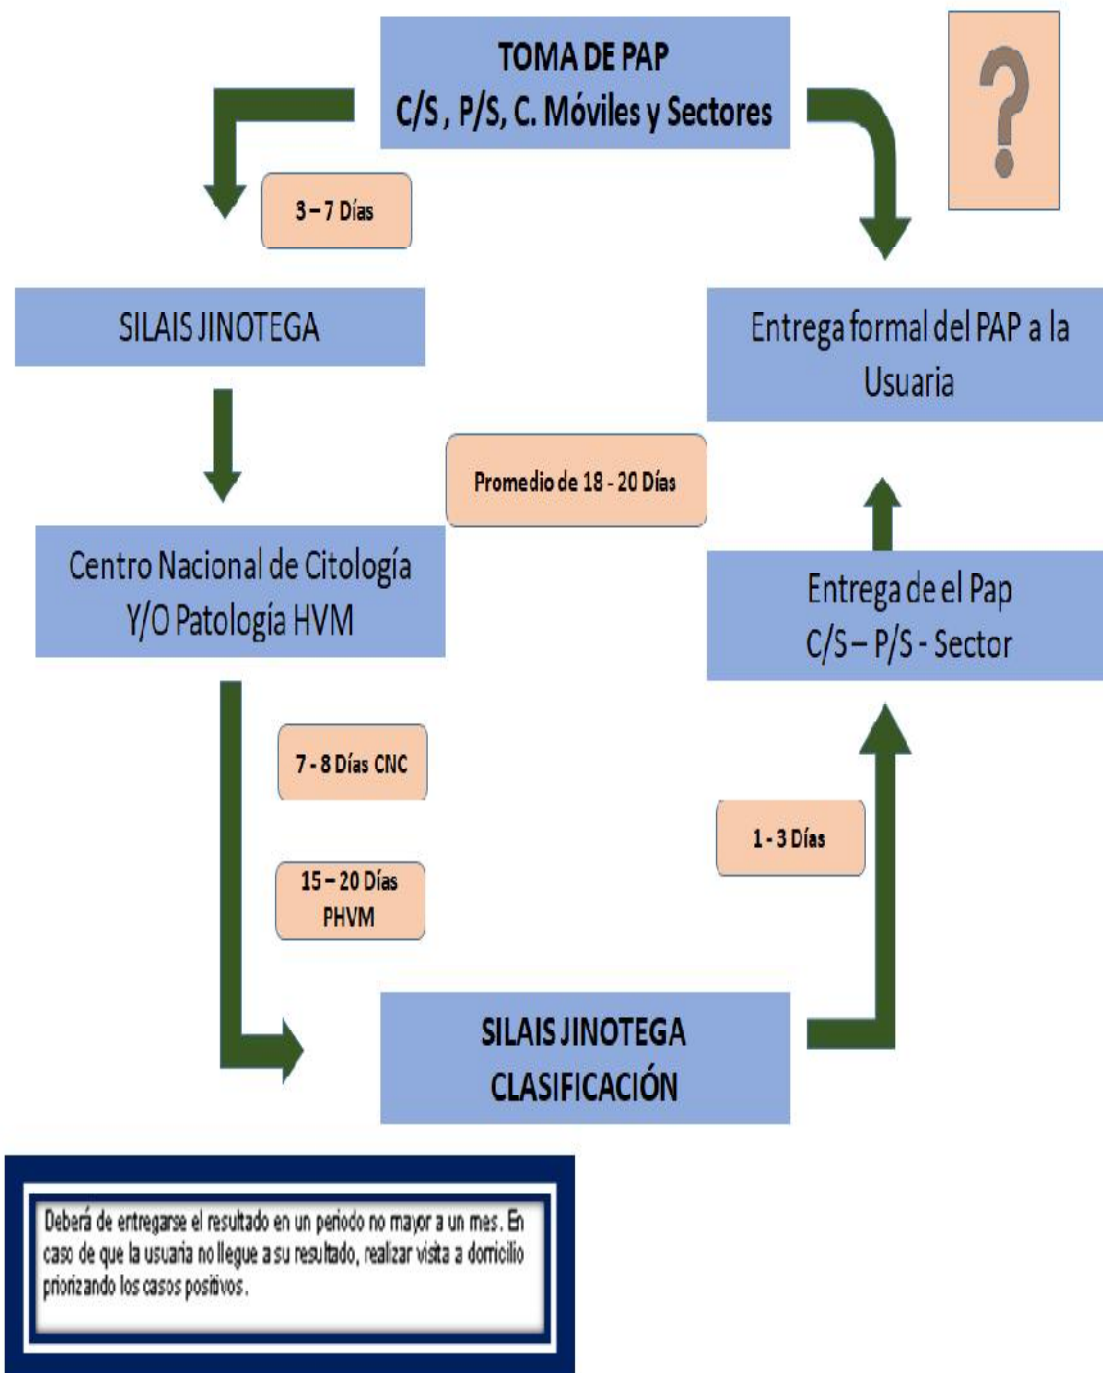 TOMA DE PAP
C/S , P/S, C. Móviles y Sectores
?
3 – 7 Días
SILAIS JINOTEGA
Entrega formal del PAP a la
Usuaria
Promedio de 18 - 20 Días
Centro Nacional de Citología
Y/O Patología HVM
Entrega de el Pap
C/S – P/S - Sector
7 - 8 Días CNC
1 - 3 Días
15 – 20 Días
PHVM
SILAIS JINOTEGA
CLASIFICACIÓN
Deberá de entregarse el resultado en un periodo no mayor a un mes. En
caso de que la usuaria no llegue a su resultado, realizar visita a domicilio
priorizando los casos positivos.